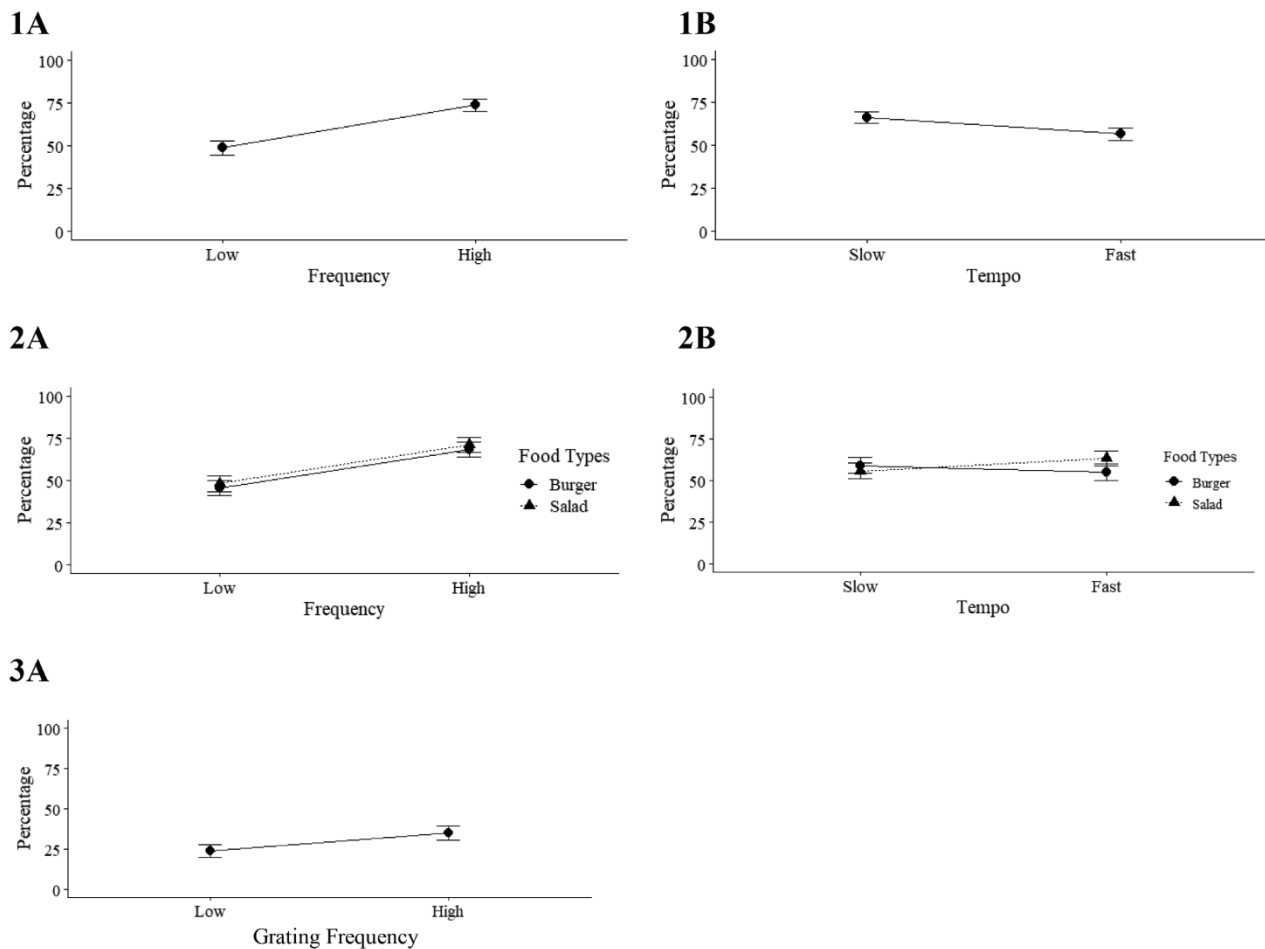 1A
Percentage
100
75
50
25
0
Low
High
Frequency
1B
Percentage
100
75
50
25
0
Slow
Fast
Tempo
2A
Percentage
100
75
50
25
0
Low
High
Frequency
Food Types
Burger
Salad
2B
Percentage
100
75
50
25
0
Slow
Fast
Tempo
Food Types
Burger
Salad
3A
Percentage
100
75
50
25
0
Low
High
Grating Frequency